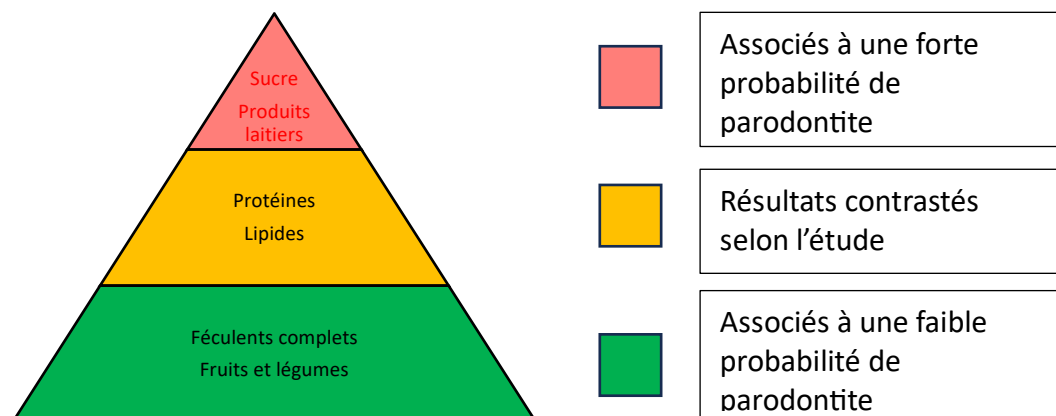 Sucre
Produits
laitiers
Protéines
Lipides
Féculents complets
Fruits et légumes
Associés à une forte
probabilité de
parodontite
Résultats contrastés
selon l’étude
Associés à une faible
probabilité de
parodontite